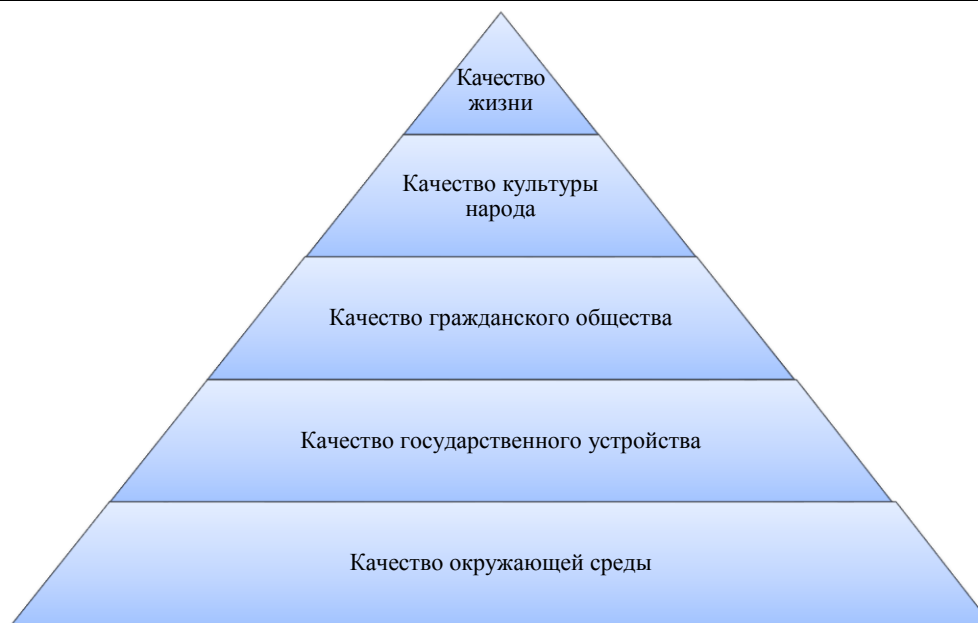 Качество
жизни
Качество культуры
народа
Качество гражданского общества
Качество государственного устройства
Качество окружающей среды